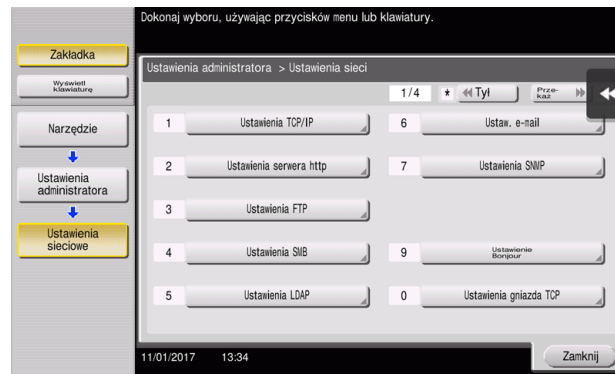 Dokonaj wyboru, używając przycisków menu lub klawiatury.
Zakładka
Wyświetl
klawiaturę
Narzędzie
Ustawienia
administratora
Ustawienia
sieciowe
Ustawienia administratora > Ustawienia sieci
1/4 * Tył Prze-
każ
1 Ustawienia TCP/IP
6 Ustaw. e-mail
2 Ustawienia serwera http
7 Ustawienia SNMP
3 Ustawienia FTP
4 Ustawienia SMB
9 Ustawienie
Bonjour
5 Ustawienia LDAP
0 Ustawienia gniazda TCP
11/01/2017 13:34
Zamknij